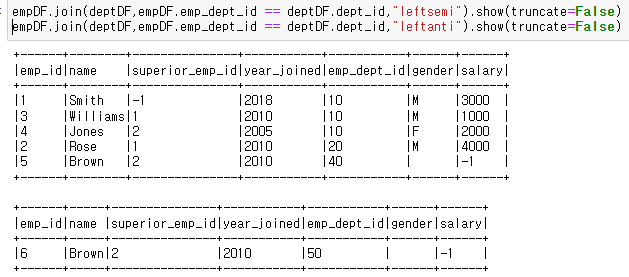 empDF.join(deptDF,empDF.emp_dept_id == deptDF.dept_id,"leftsemi").show(truncate=False)
empDF.join(deptDF,empDF.emp_dept_id == deptDF.dept_id,"leftanti").show(truncate=False)
+------+--------+---------------+-----------+-----------+------+------+
|emp_id|name    |superior_emp_id|year_joined|emp_dept_id|gender|salary|
+------+--------+---------------+-----------+-----------+------+------+
|1     |Smith   |-1             |2018       |10         |M     |3000  |
|3     |Williams|1              |2010       |10         |M     |1000  |
|4     |Jones   |2              |2005       |10         |F     |2000  |
|2     |Rose    |1              |2010       |20         |M     |4000  |
|5     |Brown   |2              |2010       |40         |      |-1    |
+------+--------+---------------+-----------+-----------+------+------+
+------+-----+---------------+-----------+-----------+------+------+
|emp_id|name |superior_emp_id|year_joined|emp_dept_id|gender|salary|
+------+-----+---------------+-----------+-----------+------+------+
|6     |Brown|2              |2010       |50         |      |-1    |
+------+-----+---------------+-----------+-----------+------+------+